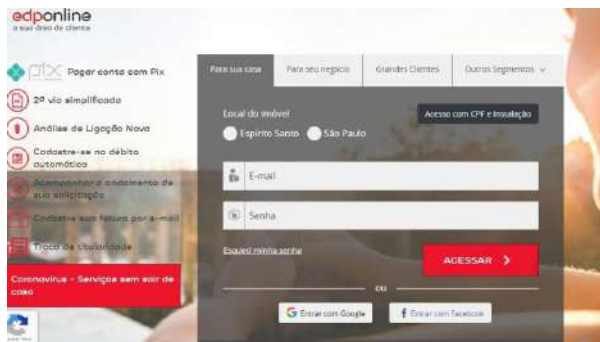 edponline
a sua área de cliente
pix Pagar conta com Pix
2ª via simplificada
Análise de Ligação Nova
Cadastre-se no débito
automático
Acompanhar o andamento de
sua solicitação
Cadastre sua fatura por e-mail
Troca de titularidade
Coronavírus - Serviços sem sair de
casa
Para sua casa
Para seu negócio
Grandes Clientes
Outros Segmentos
Local do imóvel
Acesso com CPF e Instalação
Espírito Santo
São Paulo
E-mail
Senha
Esqueci minha senha
ACESSAR
ou
Entrar com Google
Entrar com Facebook